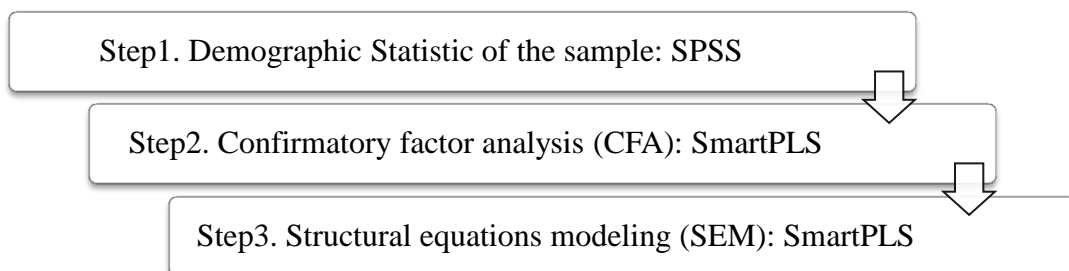 Step1. Demographic Statistic of the sample: SPSS
Step2. Confirmatory factor analysis (CFA): SmartPLS
Step3. Structural equations modeling (SEM): SmartPLS